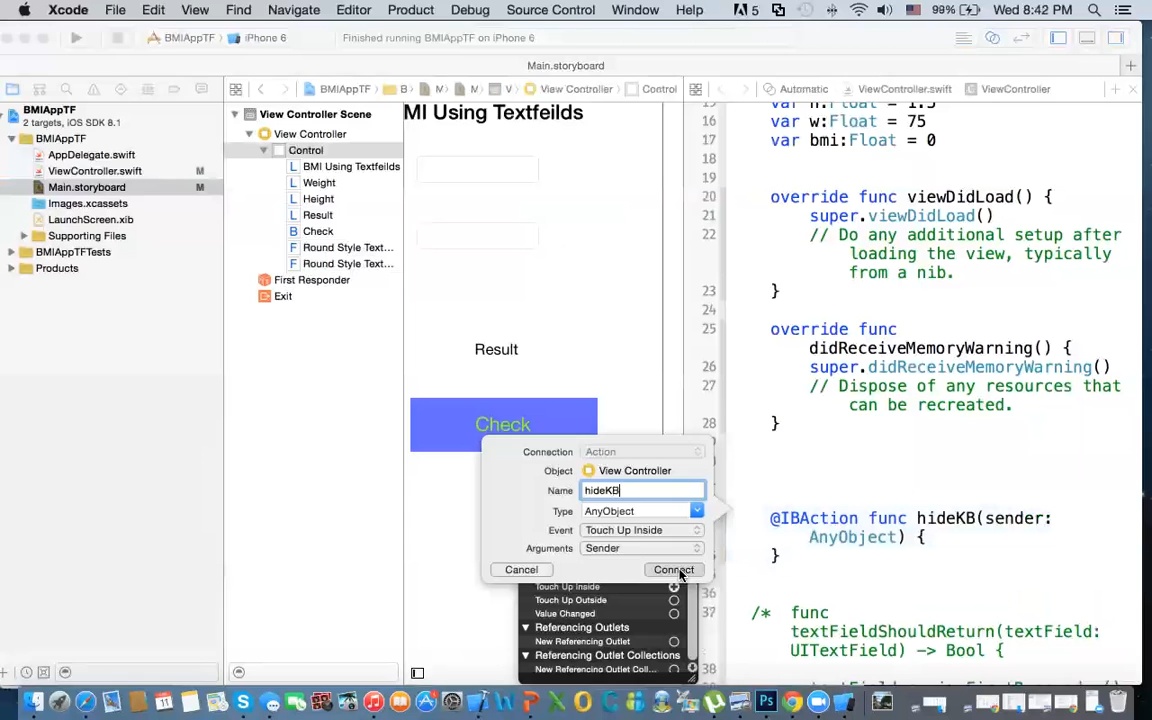 Xcode File Edit View Find Navigate Editor Product Debug Source Control Window Help 5 99% Wed 8:42 PM
BMIAppTF iPhone 6 Finished running BMIAppTF on iPhone 6
Main.storyboard
BMIAppTF B M M V View Controller Control Automatic ViewController.swift ViewController
BMIAppTF
2 targets, iOS SDK 8.1
BMIAppTF
AppDelegate.swift
ViewController.swift M
Main.storyboard M
Images.xcassets
LaunchScreen.xib
Supporting Files
BMIAppTFTests
Products
View Controller Scene
View Controller
Control
L BMI Using Textfeilds
L Weight
L Height
L Result
B Check
F Round Style Text...
F Round Style Text...
First Responder
Exit
MI Using Textfeilds
Result
Check
Connection Action
Object View Controller
Name hideKB
Type AnyObject
Event Touch Up Inside
Arguments Sender
Cancel Connect
Touch Up Inside
Touch Up Outside
Value Changed
Referencing Outlets
New Referencing Outlet
Referencing Outlet Collections
New Referencing Outlet Coll...
16 var w:Float = 75
17 var bmi:Float = 0
18
19
20 override func viewDidLoad() {
21 super.viewDidLoad()
22 // Do any additional setup after
loading the view, typically
from a nib.
23 }
24
25 override func
didReceiveMemoryWarning() {
26 super.didReceiveMemoryWarning()
27 // Dispose of any resources that
can be recreated.
28 }
@IBAction func hideKB(sender:
AnyObject) {
}
36
37 /* func
textFieldShouldReturn(textField:
UITextField) -> Bool {
38